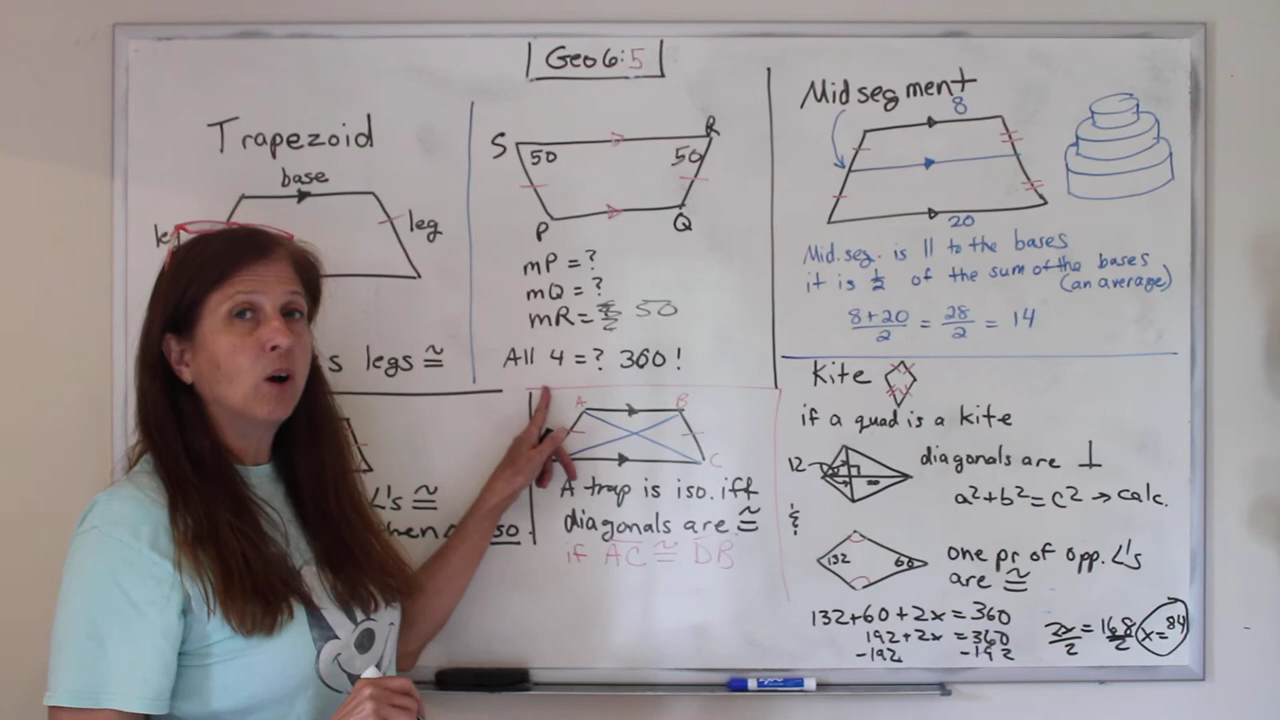 Geo 6:5
Trapezoid
base
leg
s legs ≅
∠'s ≅
S
R
50
50
P
Q
mP = ?
mQ = ?
mR = 50
All 4 = ? 360!
A
B
C
A trap is iso. iff
diagonals are ≅
if AC ≅ DB
Midsegment
8
20
Mid. seg. is || to the bases
it is 1/2 of the sum of the bases
(an average)
8+20/2 = 28/2 = 14
Kite
if a quad is a kite
12
diagonals are ⊥
a²+b²=c² → calc.
&
132
60
one pr of opp. ∠'s
are ≅
132+60+2x=360
192+2x=360
-192 -192
2x/2 = 168/2
x=84